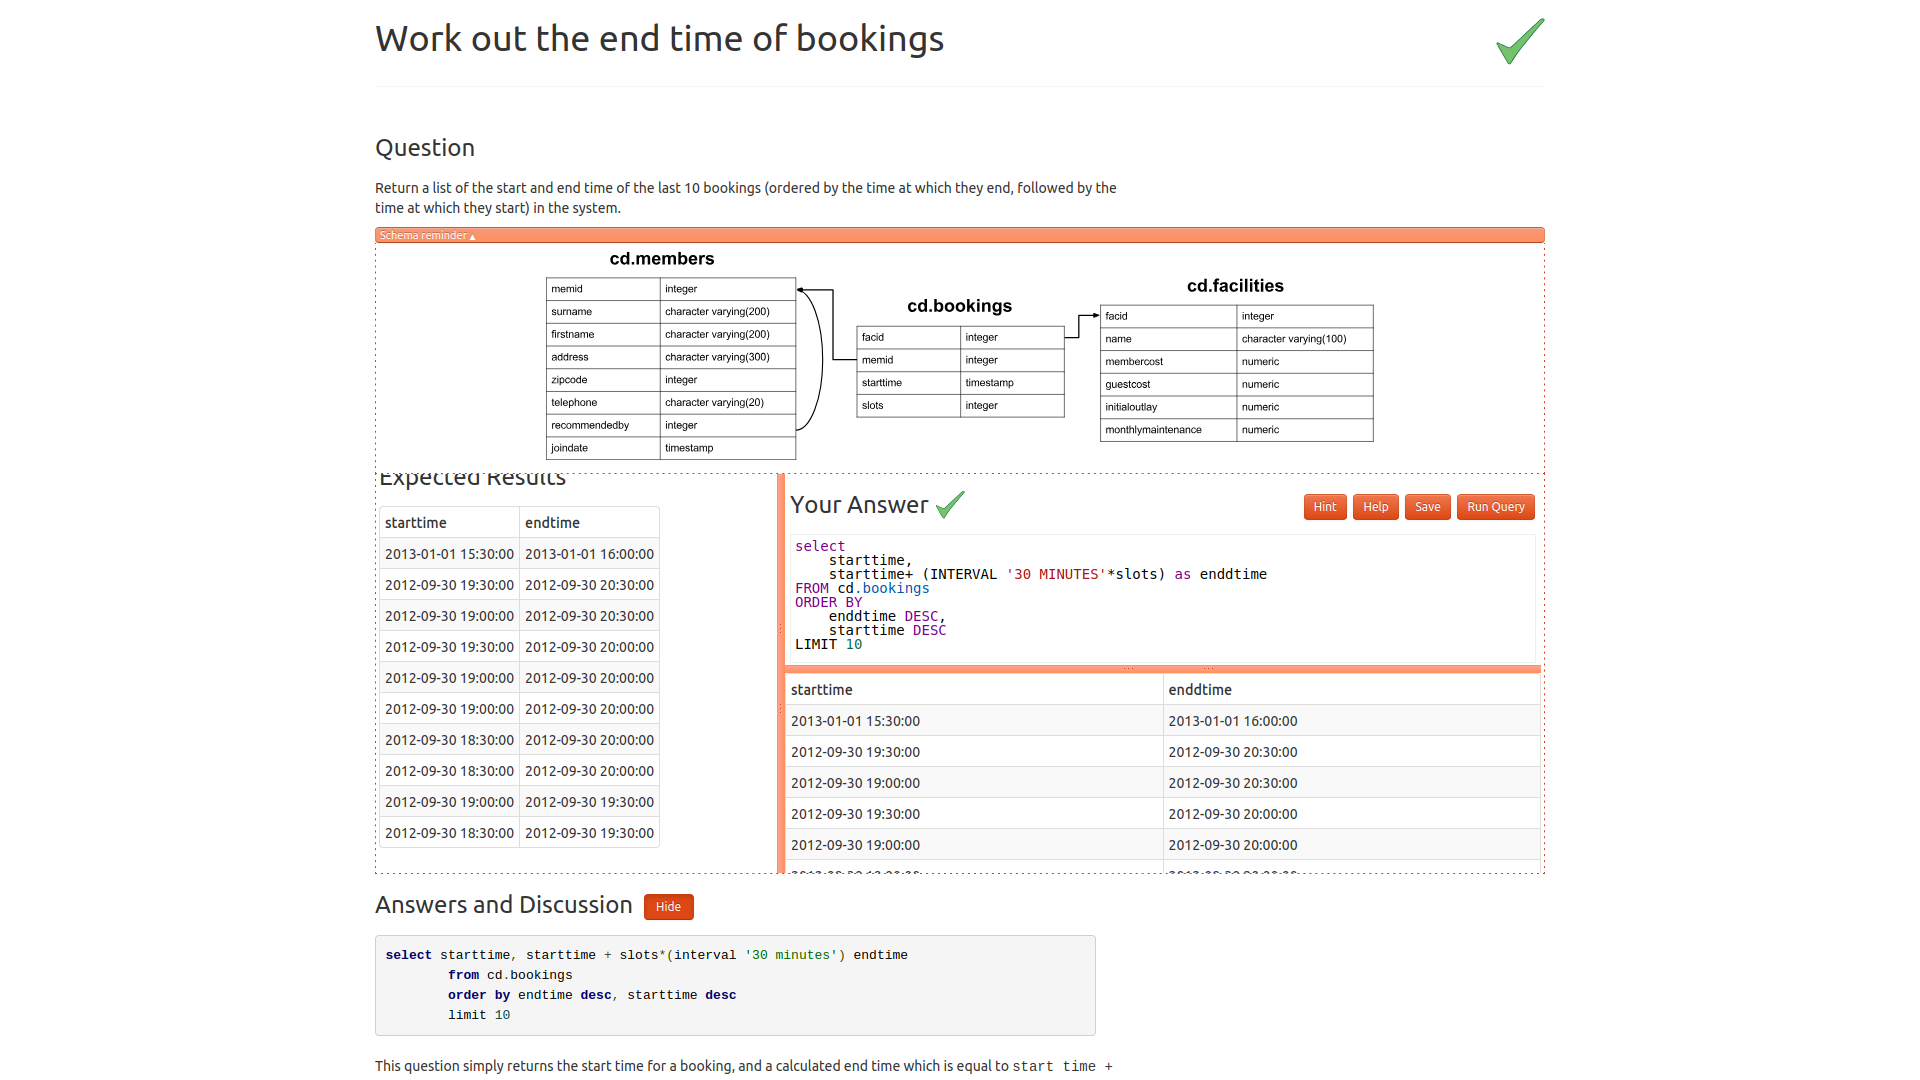 Work out the end time of bookings
Question
Return a list of the start and end time of the last 10 bookings (ordered by the time at which they end, followed by the
time at which they start) in the system.
Schema reminder ▴
cd.members
memid integer
surname character varying(200)
firstname character varying(200)
address character varying(300)
zipcode integer
telephone character varying(20)
recommendedby integer
joindate timestamp
cd.bookings
facid integer
memid integer
starttime timestamp
slots integer
cd.facilities
facid integer
name character varying(100)
membercost numeric
guestcost numeric
initialoutlay numeric
monthlymaintenance numeric
Expected Results
starttime endtime
2013-01-01 15:30:00 2013-01-01 16:00:00
2012-09-30 19:30:00 2012-09-30 20:30:00
2012-09-30 19:00:00 2012-09-30 20:30:00
2012-09-30 19:30:00 2012-09-30 20:00:00
2012-09-30 19:00:00 2012-09-30 20:00:00
2012-09-30 19:00:00 2012-09-30 20:00:00
2012-09-30 18:30:00 2012-09-30 20:00:00
2012-09-30 18:30:00 2012-09-30 20:00:00
2012-09-30 19:00:00 2012-09-30 19:30:00
2012-09-30 18:30:00 2012-09-30 19:30:00
Your Answer
Hint Help Save Run Query
select
starttime,
starttime+ (INTERVAL '30 MINUTES'*slots) as enddtime
FROM cd.bookings
ORDER BY
enddtime DESC,
starttime DESC
LIMIT 10
starttime enddtime
2013-01-01 15:30:00 2013-01-01 16:00:00
2012-09-30 19:30:00 2012-09-30 20:30:00
2012-09-30 19:00:00 2012-09-30 20:30:00
2012-09-30 19:30:00 2012-09-30 20:00:00
2012-09-30 19:00:00 2012-09-30 20:00:00
Answers and Discussion Hide
select starttime, starttime + slots*(interval '30 minutes') endtime
from cd.bookings
order by endtime desc, starttime desc
limit 10
This question simply returns the start time for a booking, and a calculated end time which is equal to start time +